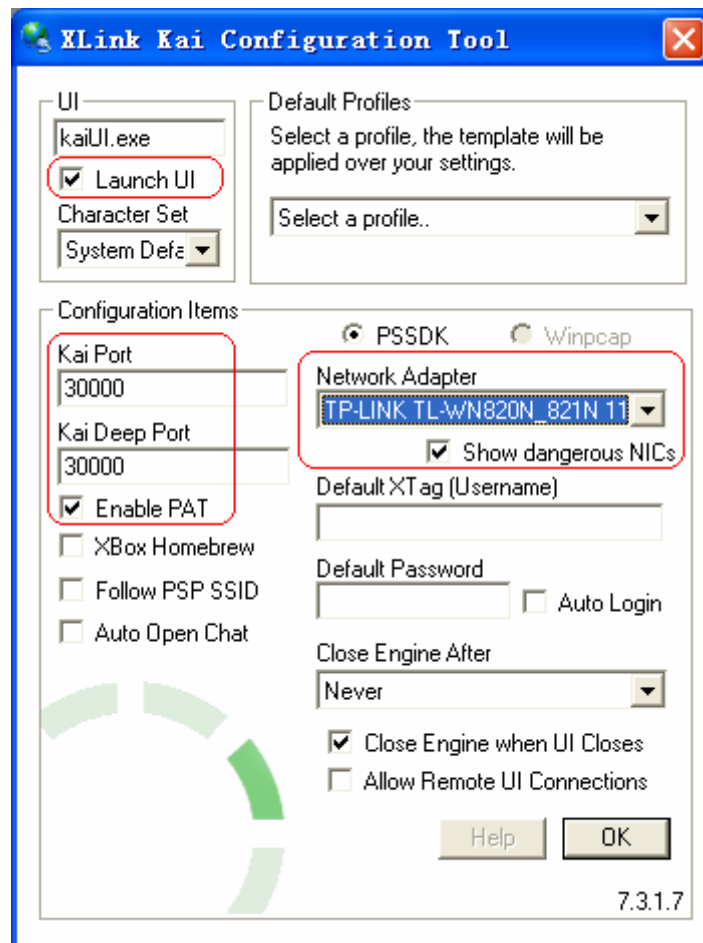 XLink Kai Configuration Tool
UI
kaiUI.exe
Launch UI
Character Set
System Defa
Default Profiles
Select a profile, the template will be
applied over your settings.
Select a profile..
Configuration Items
Kai Port
30000
Kai Deep Port
30000
Enable PAT
XBox Homebrew
Follow PSP SSID
Auto Open Chat
PSSDK
Winpcap
Network Adapter
TP-LINK TL-WN820N_821N 11
Show dangerous NICs
Default XTag (Username)
Default Password
Auto Login
Close Engine After
Never
Close Engine when UI Closes
Allow Remote UI Connections
Help
OK
7.3.1.7